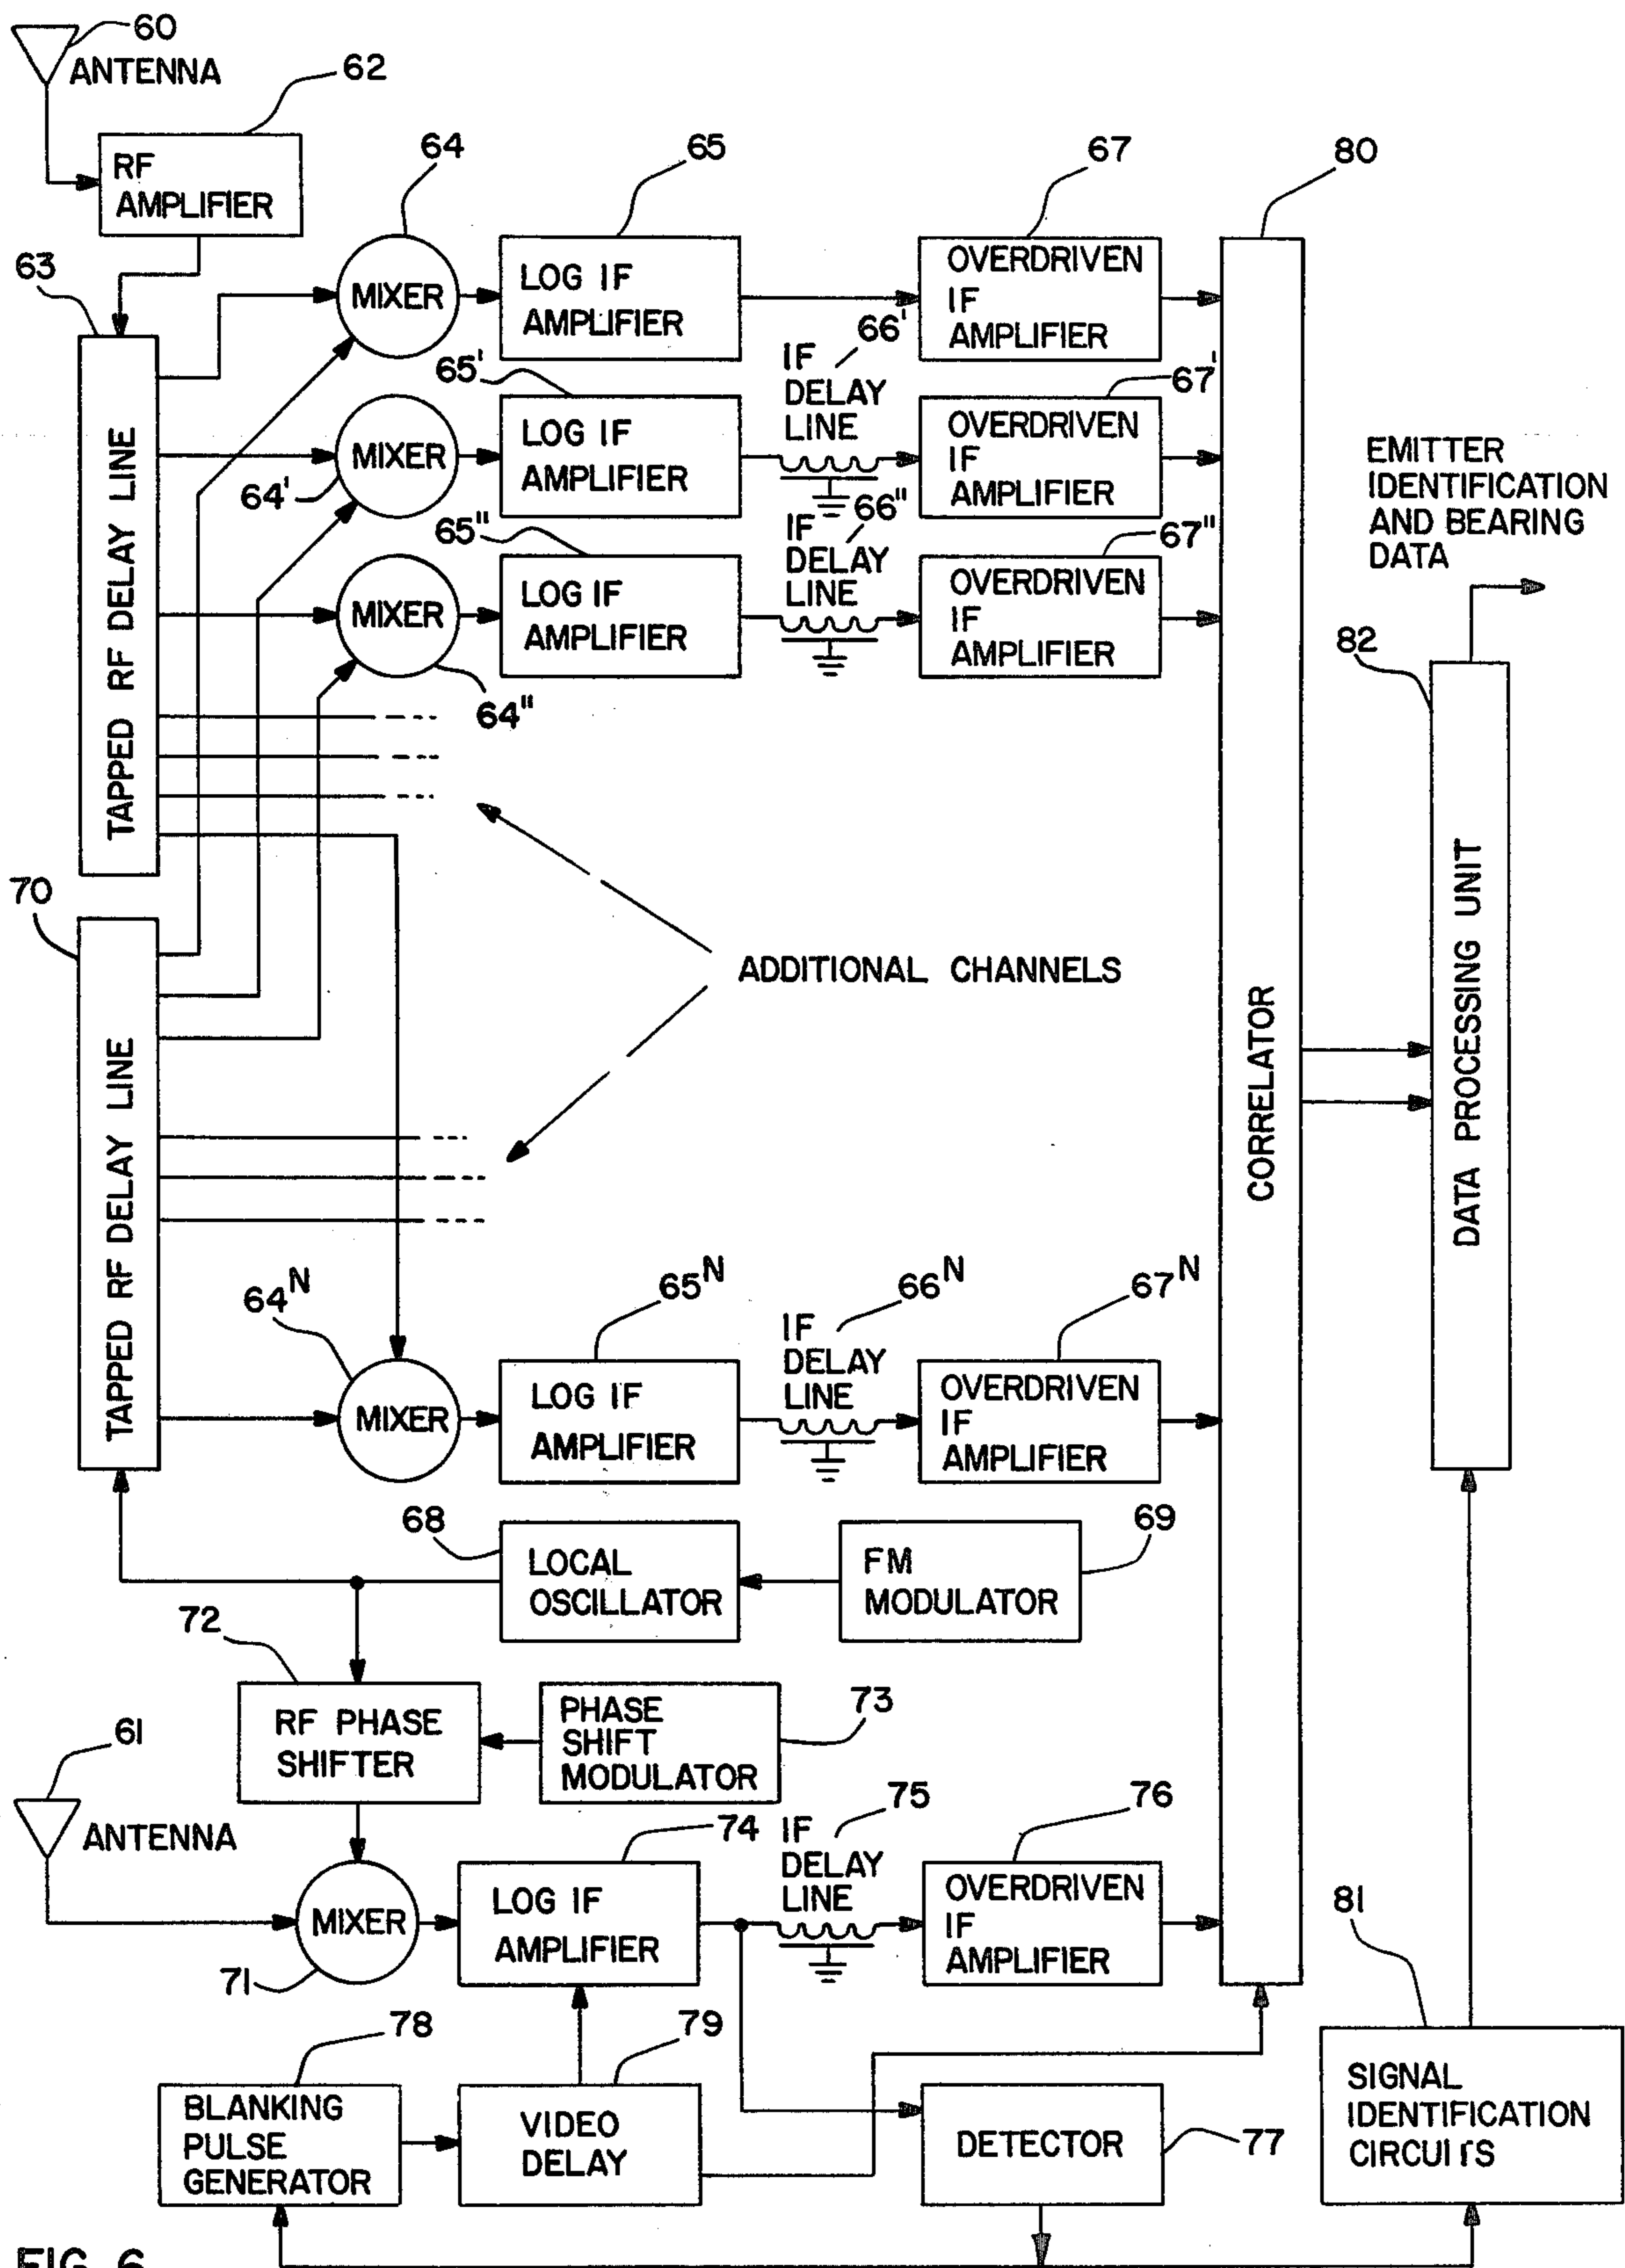 60
ANTENNA
62
RF
AMPLIFIER
63
TAPPED RF DELAY LINE
64
MIXER
65
LOG IF
AMPLIFIER
67
OVERDRIVEN
IF
AMPLIFIER
80
CORRELATOR
64'
MIXER
65'
LOG IF
AMPLIFIER
66'
IF
DELAY
LINE
67'
OVERDRIVEN
IF
AMPLIFIER
64"
MIXER
65"
LOG IF
AMPLIFIER
66"
IF
DELAY
LINE
67"
OVERDRIVEN
IF
AMPLIFIER
EMITTER
IDENTIFICATION
AND BEARING
DATA
82
DATA PROCESSING UNIT
70
TAPPED RF DELAY LINE
ADDITIONAL CHANNELS
64N
MIXER
65N
LOG IF
AMPLIFIER
66N
IF
DELAY
LINE
67N
OVERDRIVEN
IF
AMPLIFIER
68
LOCAL
OSCILLATOR
69
FM
MODULATOR
72
RF PHASE
SHIFTER
73
PHASE
SHIFT
MODULATOR
61
ANTENNA
71
MIXER
74
LOG IF
AMPLIFIER
75
IF
DELAY
LINE
76
OVERDRIVEN
IF
AMPLIFIER
78
BLANKING
PULSE
GENERATOR
79
VIDEO
DELAY
DETECTOR
77
81
SIGNAL
IDENTIFICATION
CIRCUITS
FIG. 6